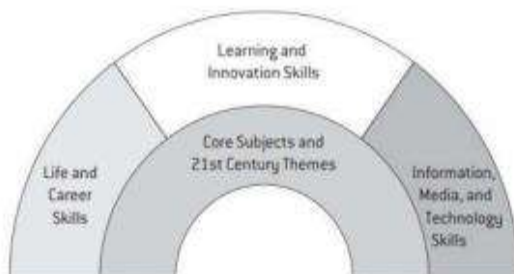 Learning and
Innovation Skills
Core Subjects and
21st Century Themes
Life and
Career
Skills
Information,
Media, and
Technology
Skills